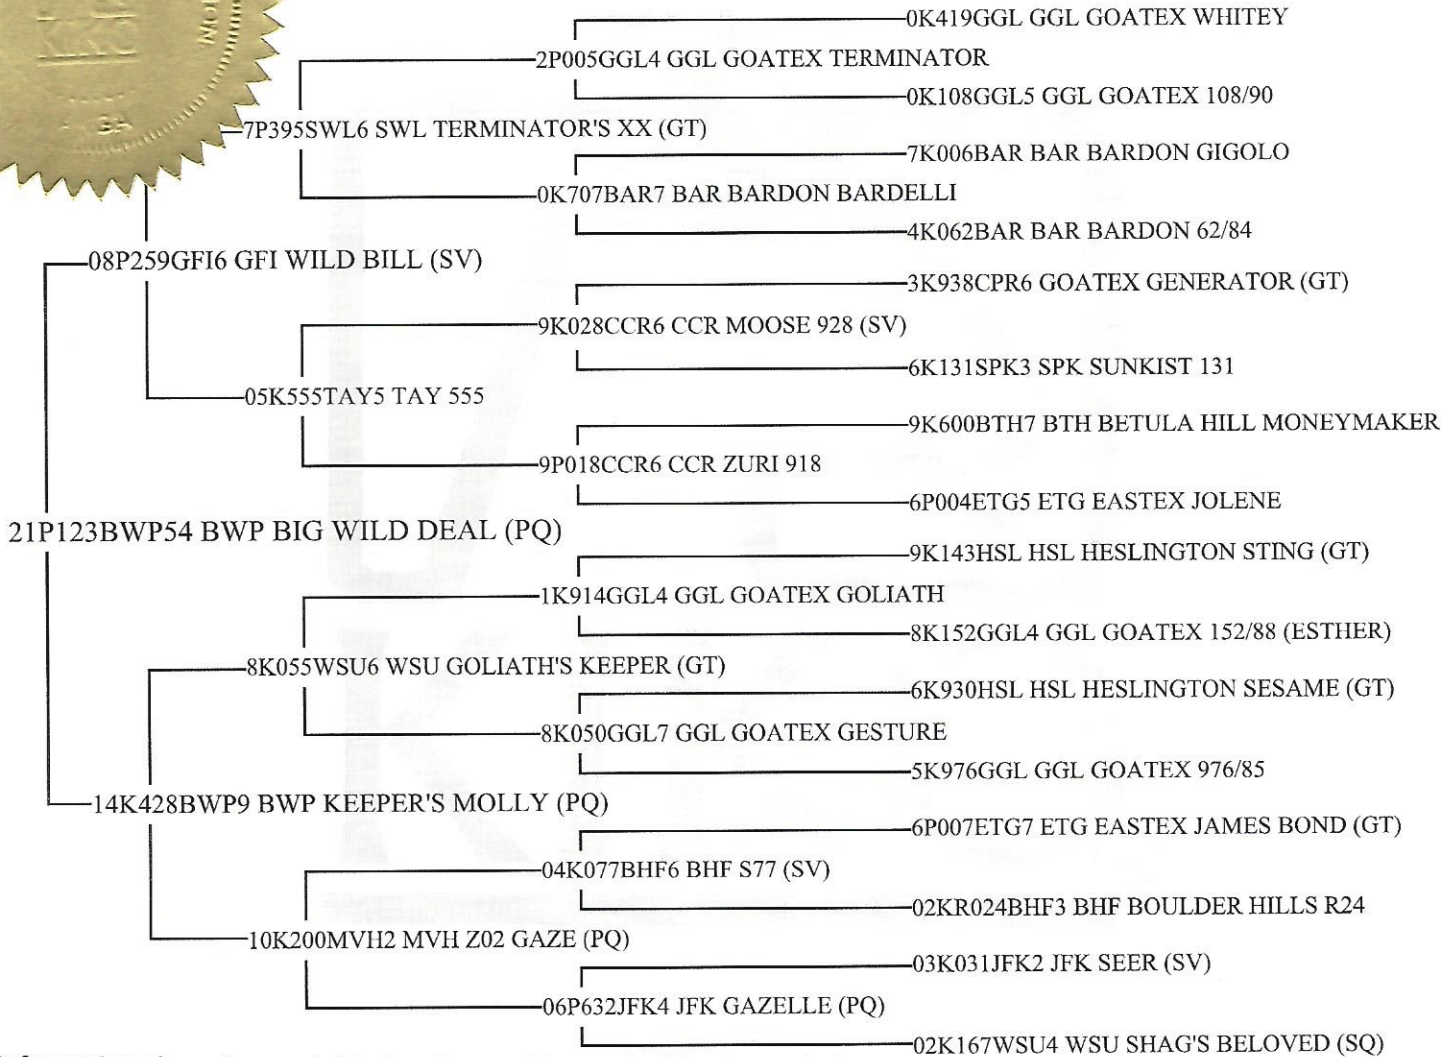 0K419GGL GGL GOATEX WHITEY
2P005GGL4 GGL GOATEX TERMINATOR
0K108GGL5 GGL GOATEX 108/90
7P395SWL6 SWL TERMINATOR'S XX (GT)
7K006BAR BAR BARDON GIGOLO
0K707BAR7 BAR BARDON BARDELLI
4K062BAR BAR BARDON 62/84
08P259GFI6 GFI WILD BILL (SV)
3K938CPR6 GOATEX GENERATOR (GT)
9K028CCR6 CCR MOOSE 928 (SV)
6K131SPK3 SPK SUNKIST 131
05K555TAY5 TAY 555
9K600BTH7 BTH BETULA HILL MONEYMAKER
9P018CCR6 CCR ZURI 918
6P004ETG5 ETG EASTEX JOLENE
21P123BWP54 BWP BIG WILD DEAL (PQ)
9K143HSL HSL HESLINGTON STING (GT)
1K914GGL4 GGL GOATEX GOLIATH
8K152GGL4 GGL GOATEX 152/88 (ESTHER)
8K055WSU6 WSU GOLIATH'S KEEPER (GT)
6K930HSL HSL HESLINGTON SESAME (GT)
8K050GGL7 GGL GOATEX GESTURE
5K976GGL GGL GOATEX 976/85
14K428BWP9 BWP KEEPER'S MOLLY (PQ)
6P007ETG7 ETG EASTEX JAMES BOND (GT)
04K077BHF6 BHF S77 (SV)
02KR024BHF3 BHF BOULDER HILLS R24
10K200MVH2 MVH Z02 GAZE (PQ)
03K031JFK2 JFK SEER (SV)
06P632JFK4 JFK GAZELLE (PQ)
02K167WSU4 WSU SHAG'S BELOVED (SQ)